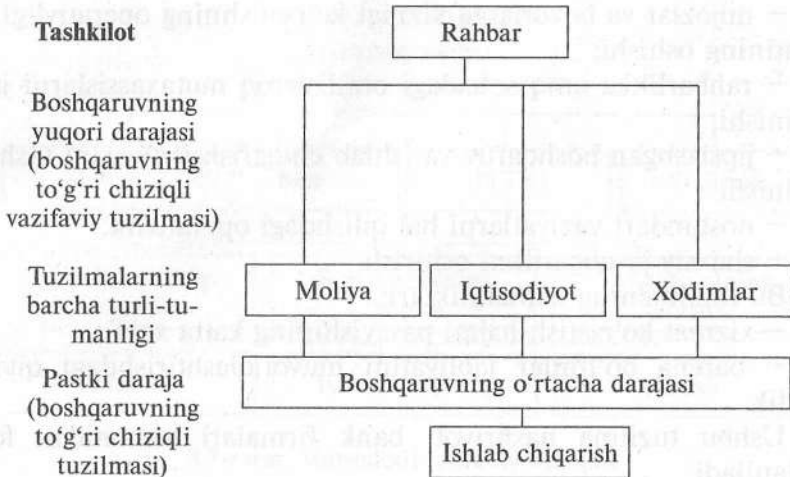 Tashkilot
Rahbar
Boshqaruvning
yuqori darajasi
(boshqaruvning
to‘g‘ri chiziqli
vazifaviy tuzilmasi)
Tuzilmalarning
barcha turli-tu-
manligi
Moliya
Iqtisodiyot
Xodimlar
Pastki daraja
(boshqaruvning
to‘g‘ri chiziqli
tuzilmasi)
Boshqaruvning o‘rtacha darajasi
Ishlab chiqarish